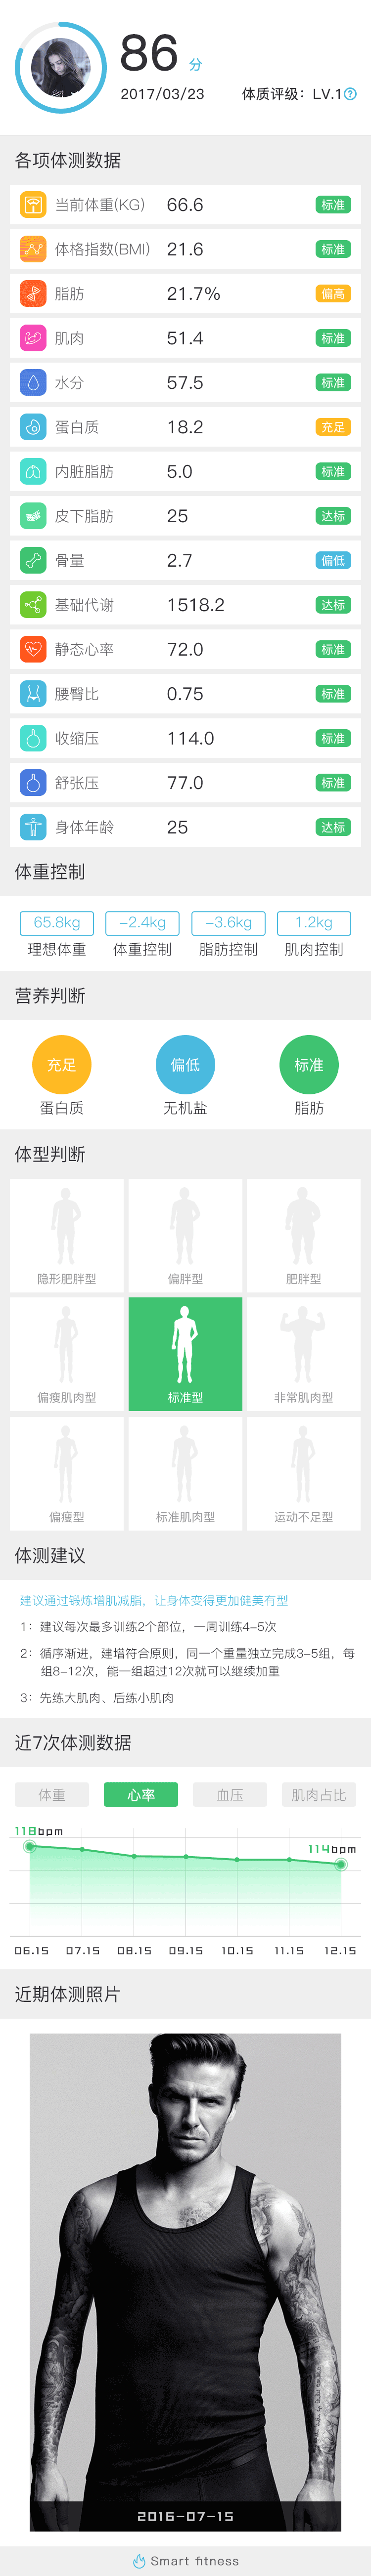 86 分
2017/03/23 体质评级：LV.1?
各项体测数据
当前体重(KG) 66.6 标准
体格指数(BMI) 21.6 标准
脂肪 21.7% 偏高
肌肉 51.4 标准
水分 57.5 标准
蛋白质 18.2 充足
内脏脂肪 5.0 标准
皮下脂肪 25 达标
骨量 2.7 偏低
基础代谢 1518.2 达标
静态心率 72.0 标准
腰臀比 0.75 标准
收缩压 114.0 标准
舒张压 77.0 标准
身体年龄 25 达标
体重控制
65.8kg -2.4kg -3.6kg 1.2kg
理想体重 体重控制 脂肪控制 肌肉控制
营养判断
充足 偏低 标准
蛋白质 无机盐 脂肪
体型判断
隐形肥胖型 偏胖型 肥胖型
偏瘦肌肉型 标准型 非常肌肉型
偏瘦型 标准肌肉型 运动不足型
体测建议
建议通过锻炼增肌减脂，让身体变得更加健美有型
1：建议每次最多训练2个部位，一周训练4-5次
2：循序渐进，建增符合原则，同一个重量独立完成3-5组，每
组8-12次，能一组超过12次就可以继续加重
3：先练大肌肉、后练小肌肉
近7次体测数据
体重 心率 血压 肌肉占比
118bpm
114bpm
06.15 07.15 08.15 09.15 10.15 11.15 12.15
近期体测照片
2016-07-15
Smart fitness